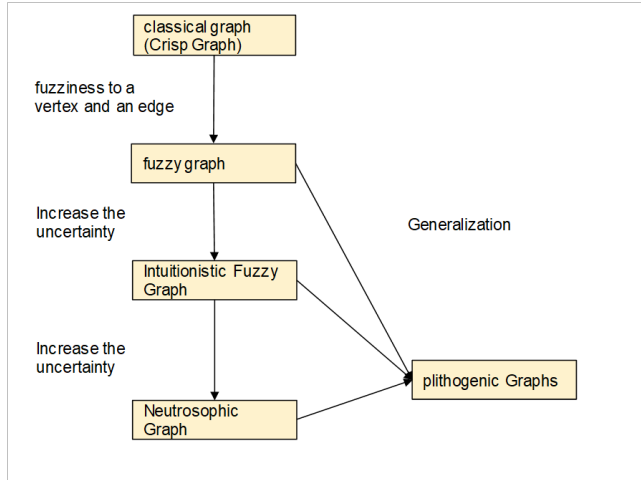 classical graph
(Crisp Graph)
fuzziness to a
vertex and an edge
fuzzy graph
Increase the
uncertainty
Generalization
Intuitionistic Fuzzy
Graph
Increase the
uncertainty
plithogenic Graphs
Neutrosophic
Graph